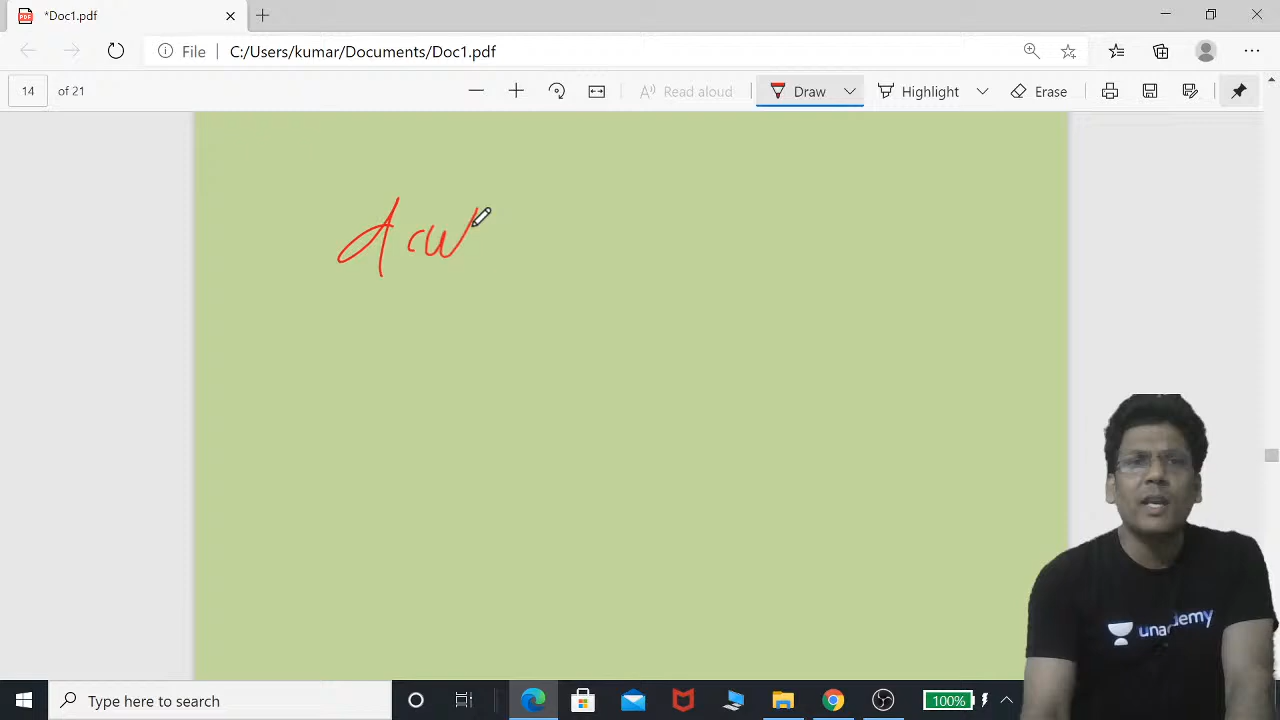 *Doc1.pdf
File C:/Users/kumar/Documents/Doc1.pdf
14 of 21 Read aloud Draw Highlight Erase
unacademy
Type here to search 100%